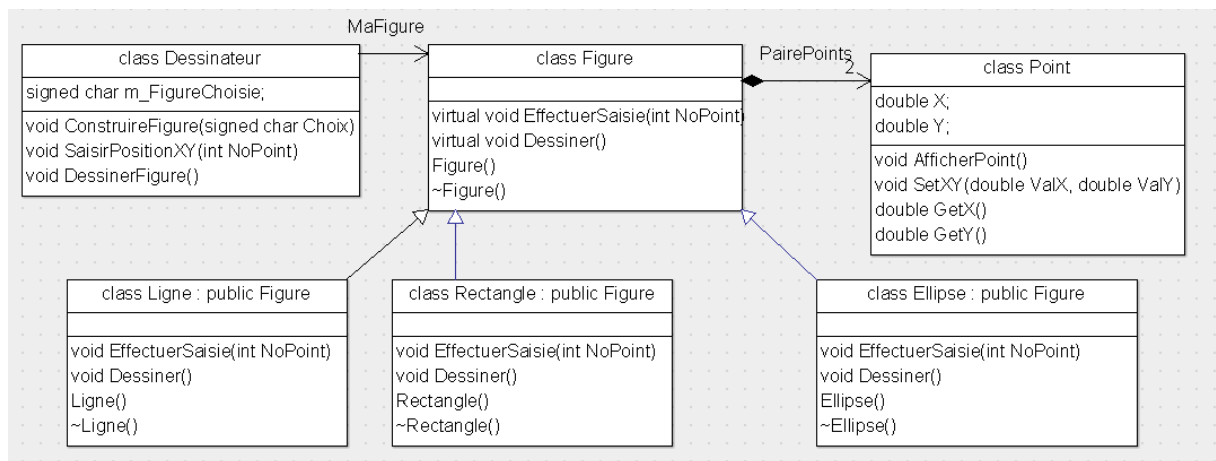 MaFigure
class Dessinateur
signed char m_FigureChoisie;
void ConstruireFigure(signed char Choix)
void SaisirPositionXY(int NoPoint)
void DessinerFigure()
class Figure
virtual void EffectuerSaisie(int NoPoint)
virtual void Dessiner()
Figure()
~Figure()
PairePoints
2
class Point
double X;
double Y;
void AfficherPoint()
void SetXY(double ValX, double ValY)
double GetX()
double GetY()
class Ligne : public Figure
void EffectuerSaisie(int NoPoint)
void Dessiner()
Ligne()
~Ligne()
class Rectangle : public Figure
void EffectuerSaisie(int NoPoint)
void Dessiner()
Rectangle()
~Rectangle()
class Ellipse : public Figure
void EffectuerSaisie(int NoPoint)
void Dessiner()
Ellipse()
~Ellipse()